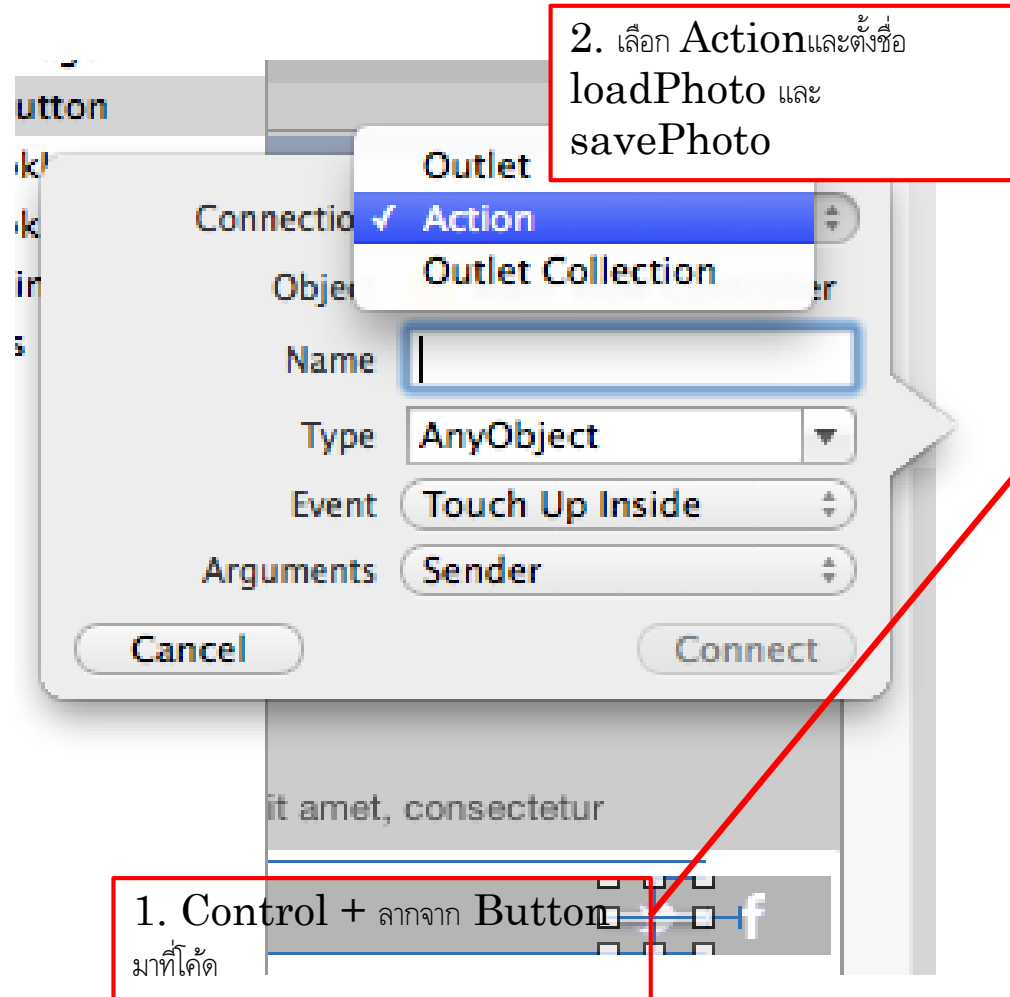 2. เลือก Actionและตั้งชื่อ
loadPhoto และ
savePhoto
utton
Outlet
Action
Outlet Collection
Name
Type AnyObject
Event Touch Up Inside
Arguments Sender
Cancel Connect
it amet, consectetur
1. Control + ลากจาก Button
มาที่โค้ด
f